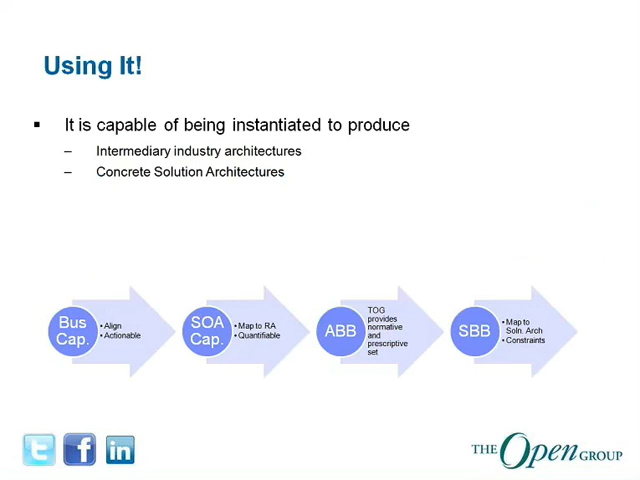 Using It!
▪ It is capable of being instantiated to produce
– Intermediary industry architectures
– Concrete Solution Architectures
Bus
Cap.
• Align
• Actionable
SOA
Cap.
• Map to RA
• Quantifiable
ABB
TOG
provides
normative
and
prescriptive
set
SBB
• Map to
Soln. Arch
• Constraints
t
f
in
THE Open GROUP